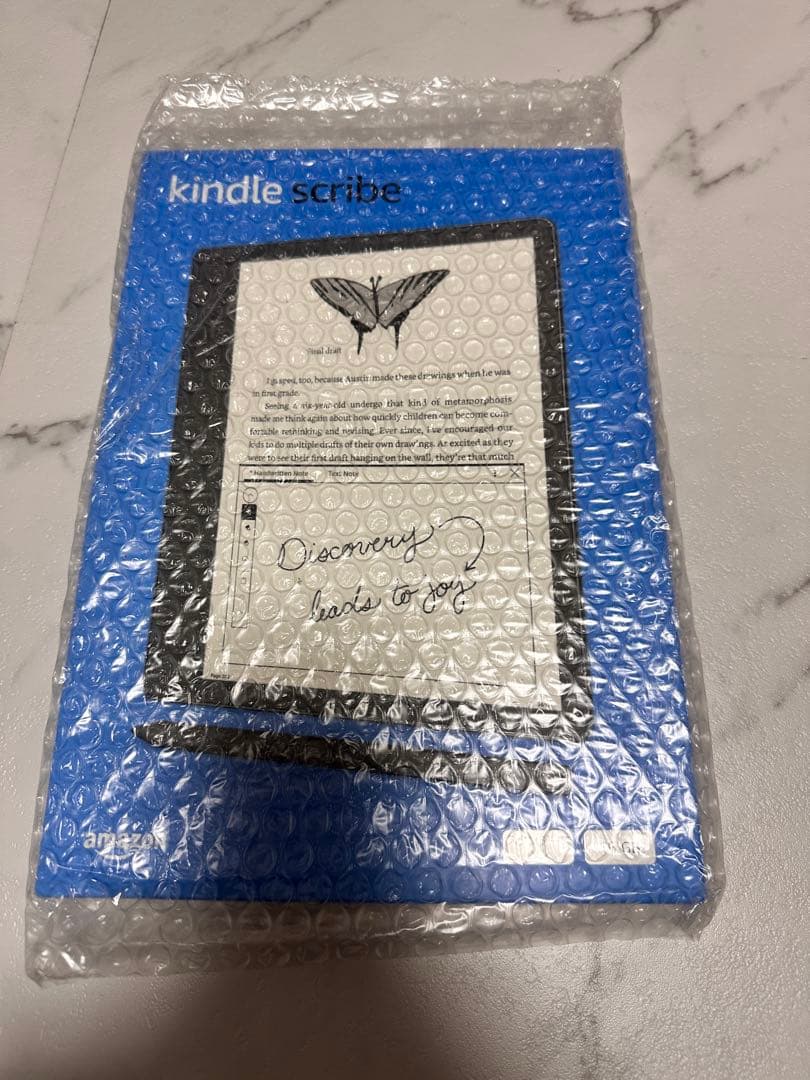 kindle scribe
Final draft
I gasped, too, because Austin made these drawings when he was
in first grade.
Seeing a six-year-old undergo that kind of metamorphosis
made me think again about how quickly children can become com-
fortable rethinking and revising. Ever since, I've encouraged our
kids to do multiple drafts of their own drawings. As excited as they
were to see their first draft hanging on the wall, they're that much
Handwritten Note Text Note
Discovery
leads to joy
amazon